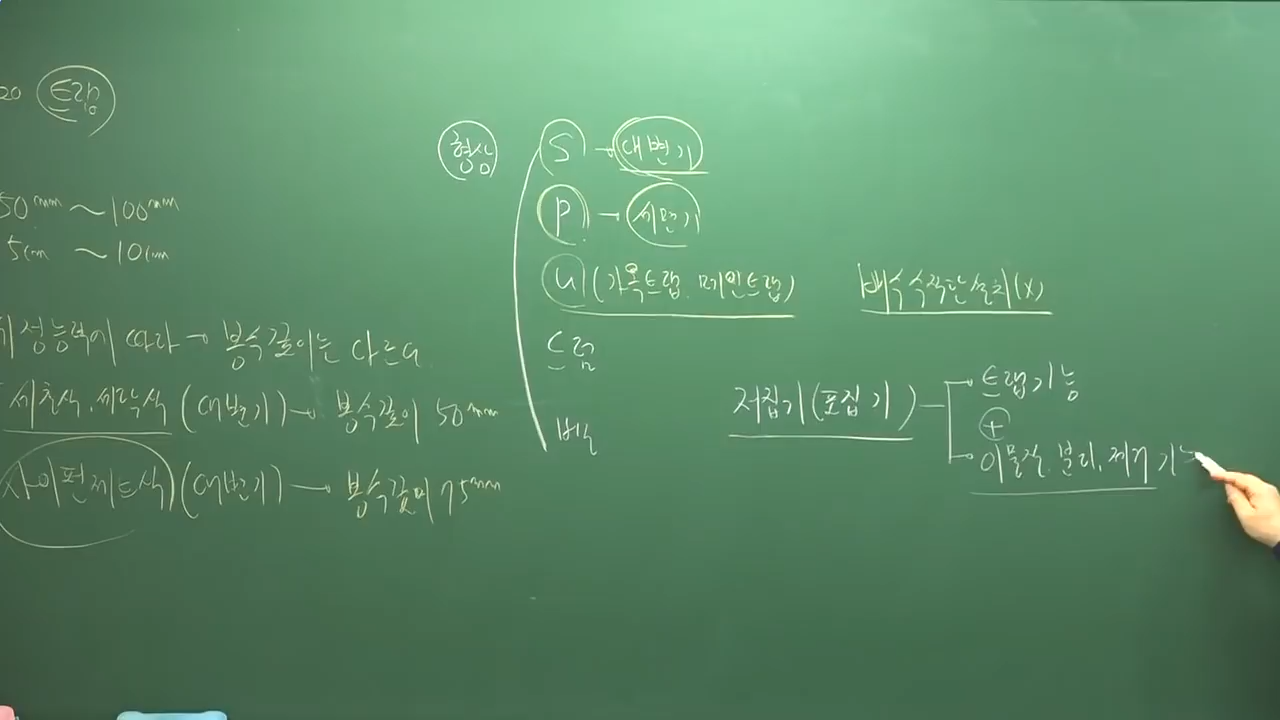 20 트랩
50mm ~ 100mm
5cm ~ 10cm
성능력에 따라 → 봉수깊이는 다르다
세출식. 세락식 (대변기) → 봉수깊이 50mm
사이펀제트식 (대변기) → 봉수깊이 75mm
형상
S → 대변기
P → 세면기
U (가옥트랩. 메인트랩)
드럼
벨
배수수직관설치(X)
저집기(포집기)
트랩기능
+
이물질. 분리. 제거 기능